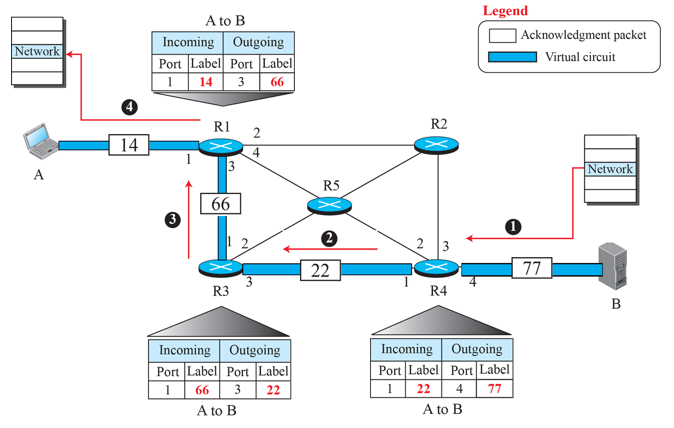 Legend
Acknowledgment packet
Virtual circuit
A to B
Incoming Outgoing
Port Label Port Label
1 14 3 66
Network
4
R1
2
4
1
3
14
A
R2
Network
R5
3
66
1
2
1
2
2
3
3
22
1
4
77
R3
R4
B
Incoming Outgoing
Port Label Port Label
1 66 3 22
A to B
Incoming Outgoing
Port Label Port Label
1 22 4 77
A to B